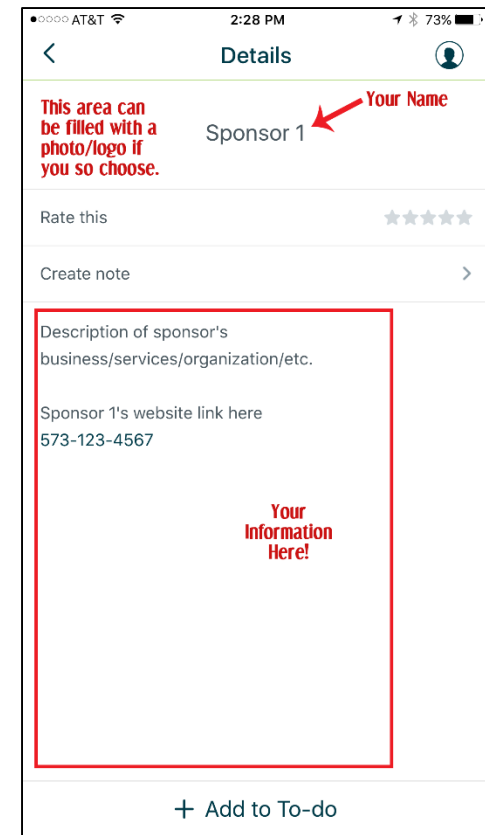 AT&T 2:28 PM 73%
Details
This area can
be filled with a
photo/logo if
you so choose.
Your Name
Sponsor 1
Rate this
Create note
Description of sponsor's
business/services/organization/etc.
Sponsor 1's website link here
573-123-4567
Your
Information
Here!
+ Add to To-do